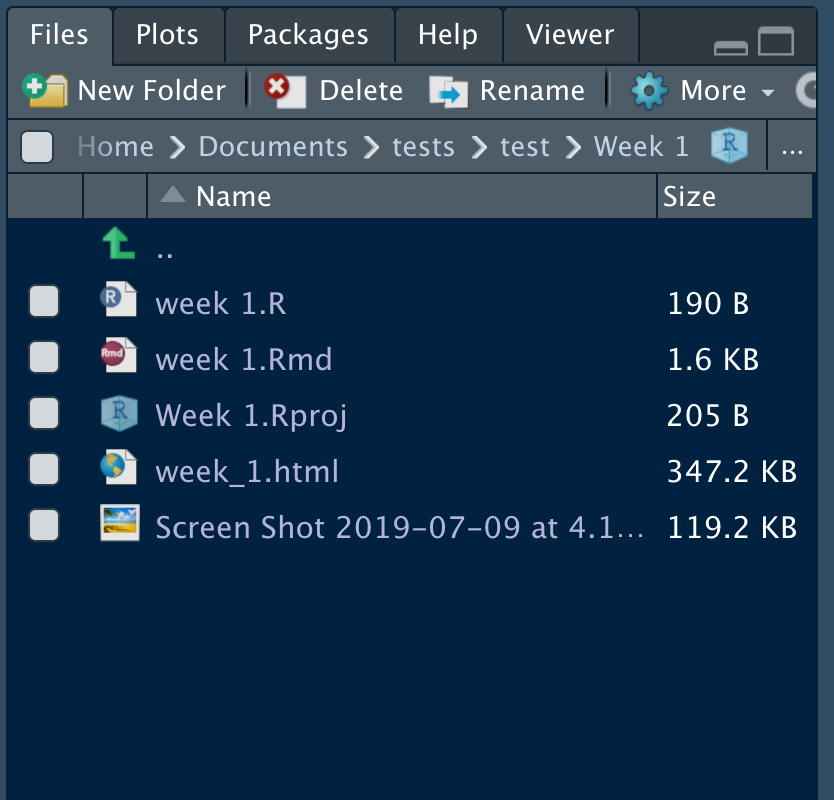 Files Plots Packages Help Viewer
New Folder Delete Rename More
Home Documents tests test Week 1 R ...
Name Size
..
R week 1.R 190 B
Rmd week 1.Rmd 1.6 KB
R Week 1.Rproj 205 B
week_1.html 347.2 KB
Screen Shot 2019-07-09 at 4.1... 119.2 KB